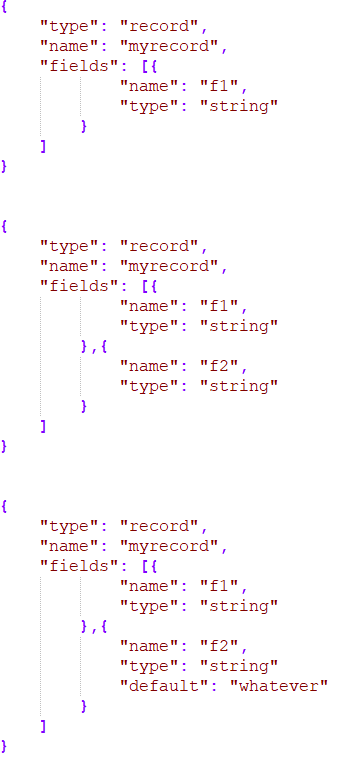 {
"type": "record",
"name": "myrecord",
"fields": [{
"name": "f1",
"type": "string"
}
]
}
{
"type": "record",
"name": "myrecord",
"fields": [{
"name": "f1",
"type": "string"
},{
"name": "f2",
"type": "string"
}
]
}
{
"type": "record",
"name": "myrecord",
"fields": [{
"name": "f1",
"type": "string"
},{
"name": "f2",
"type": "string"
"default": "whatever"
}
]
}